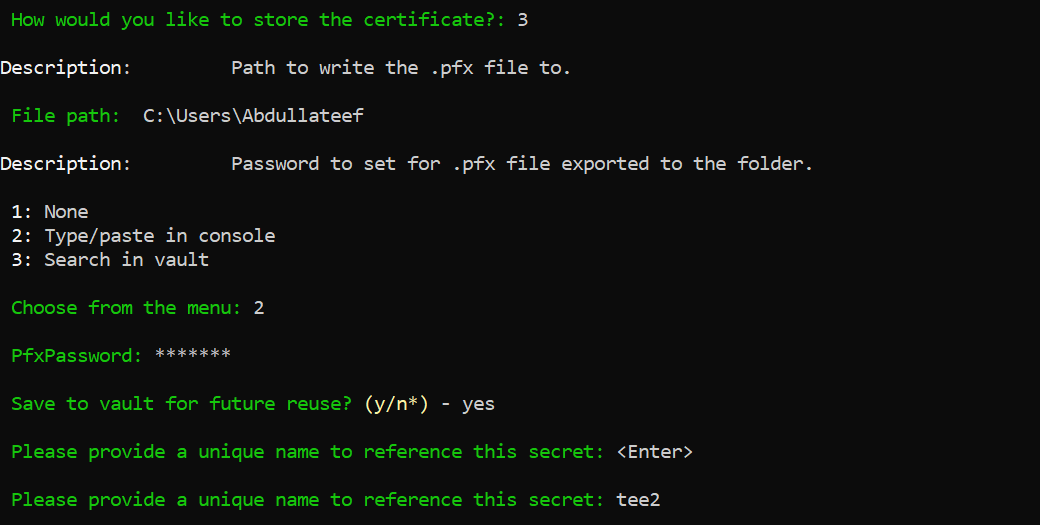 How would you like to store the certificate?: 3
Description: Path to write the .pfx file to.
File path: C:\Users\Abdullateef
Description: Password to set for .pfx file exported to the folder.
1: None
2: Type/paste in console
3: Search in vault
Choose from the menu: 2
PfxPassword: *******
Save to vault for future reuse? (y/n*) - yes
Please provide a unique name to reference this secret: <Enter>
Please provide a unique name to reference this secret: tee2